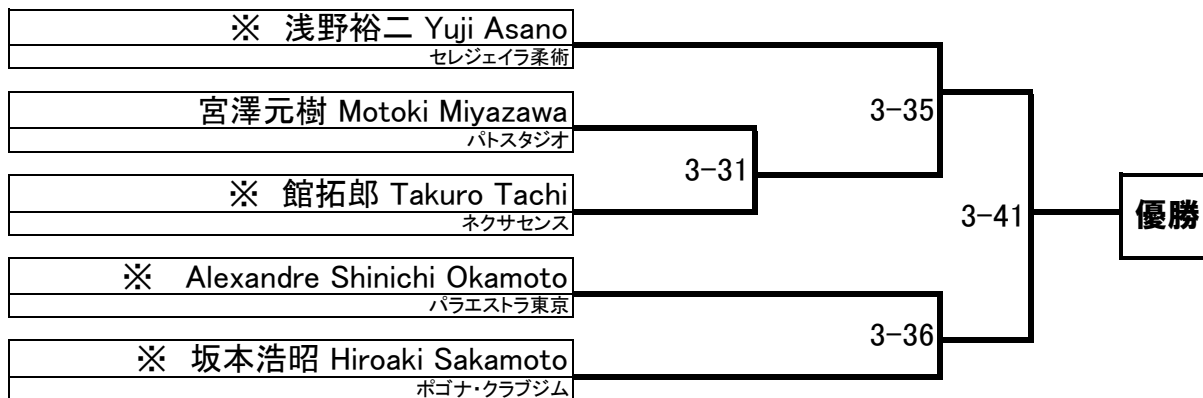 ※ 浅野裕二 Yuji Asano
セレジェイラ柔術
宮澤元樹 Motoki Miyazawa
パトスタジオ
※ 館拓郎 Takuro Tachi
ネクサセンス
※ Alexandre Shinichi Okamoto
パラエストラ東京
※ 坂本浩昭 Hiroaki Sakamoto
ポゴナ・クラブジム
3-31
3-35
3-36
3-41
優勝